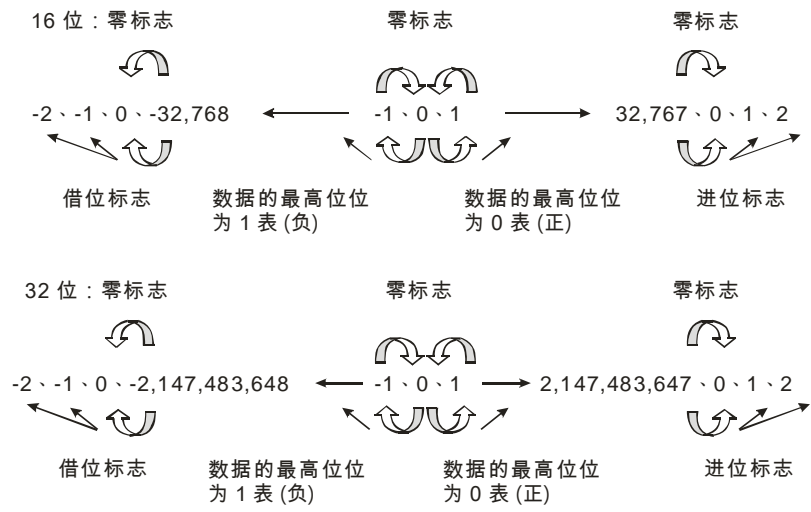 16 位：零标志 零标志 零标志
-2、-1、0、-32,768 -1、0、1 32,767、0、1、2
借位标志 数据的最高位位 数据的最高位位 进位标志
为 1 表 (负) 为 0 表 (正)
32 位：零标志 零标志 零标志
-2、-1、0、-2,147,483,648 -1、0、1 2,147,483,647、0、1、2
借位标志 数据的最高位位 数据的最高位位 进位标志
为 1 表 (负) 为 0 表 (正)